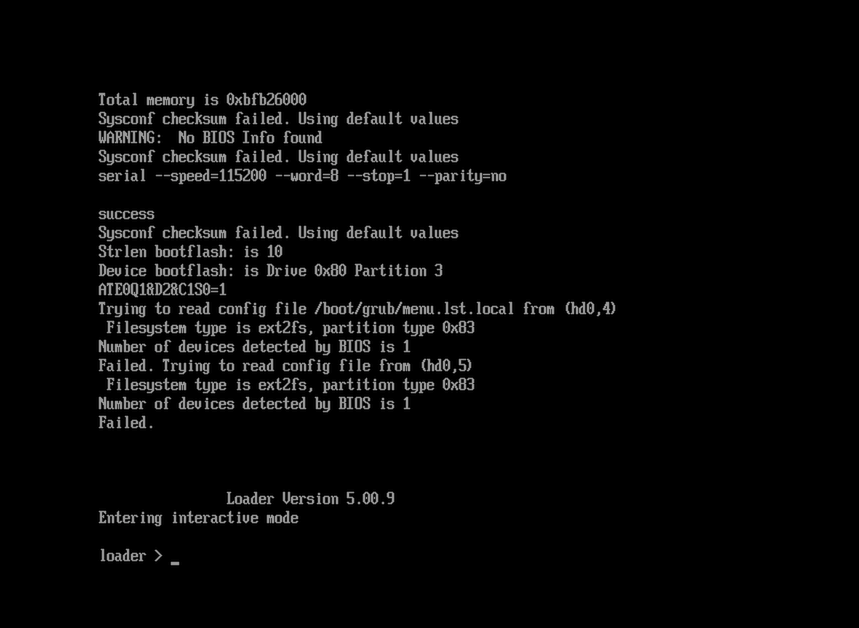 Total memory is 0xbfb26000
Sysconf checksum failed. Using default values
WARNING:  No BIOS Info found
Sysconf checksum failed. Using default values
serial --speed=115200 --word=8 --stop=1 --parity=no
success
Sysconf checksum failed. Using default values
Strlen bootflash: is 10
Device bootflash: is Drive 0x80 Partition 3
ATE0Q1&D2&C1S0=1
Trying to read config file /boot/grub/menu.lst.local from (hd0,4)
 Filesystem type is ext2fs, partition type 0x83
Number of devices detected by BIOS is 1
Failed. Trying to read config file from (hd0,5)
 Filesystem type is ext2fs, partition type 0x83
Number of devices detected by BIOS is 1
Failed.
Loader Version 5.00.9
Entering interactive mode
loader > _